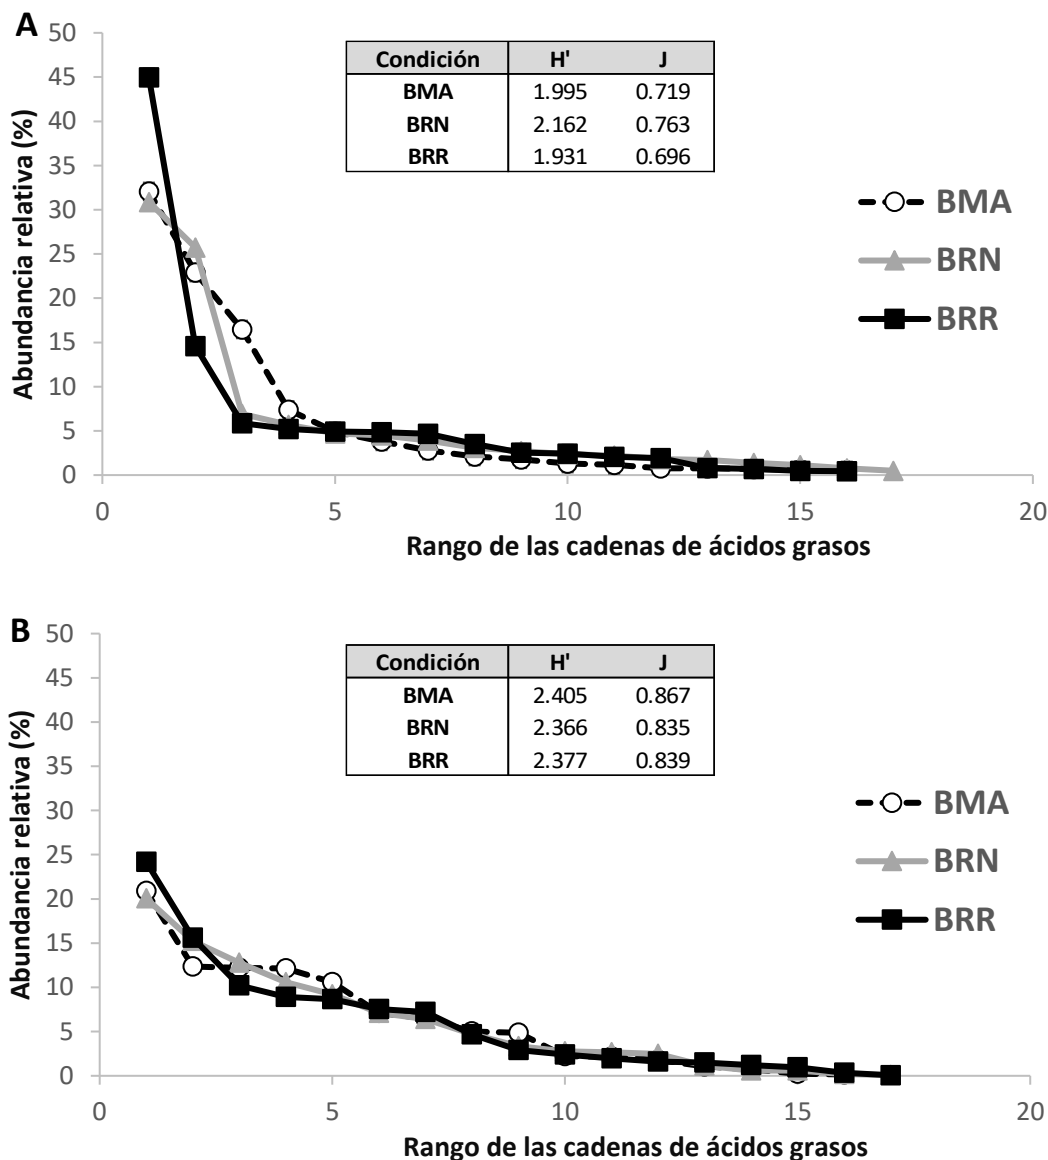 A
Abundancia relativa (%)
50
45
40
35
30
25
20
15
10
5
0
Condición H' J
BMA 1.995 0.719
BRN 2.162 0.763
BRR 1.931 0.696
BMA
BRN
BRR
0 5 10 15 20
Rango de las cadenas de ácidos grasos
B
Abundancia relativa (%)
50
45
40
35
30
25
20
15
10
5
0
Condición H' J
BMA 2.405 0.867
BRN 2.366 0.835
BRR 2.377 0.839
BMA
BRN
BRR
0 5 10 15 20
Rango de las cadenas de ácidos grasos